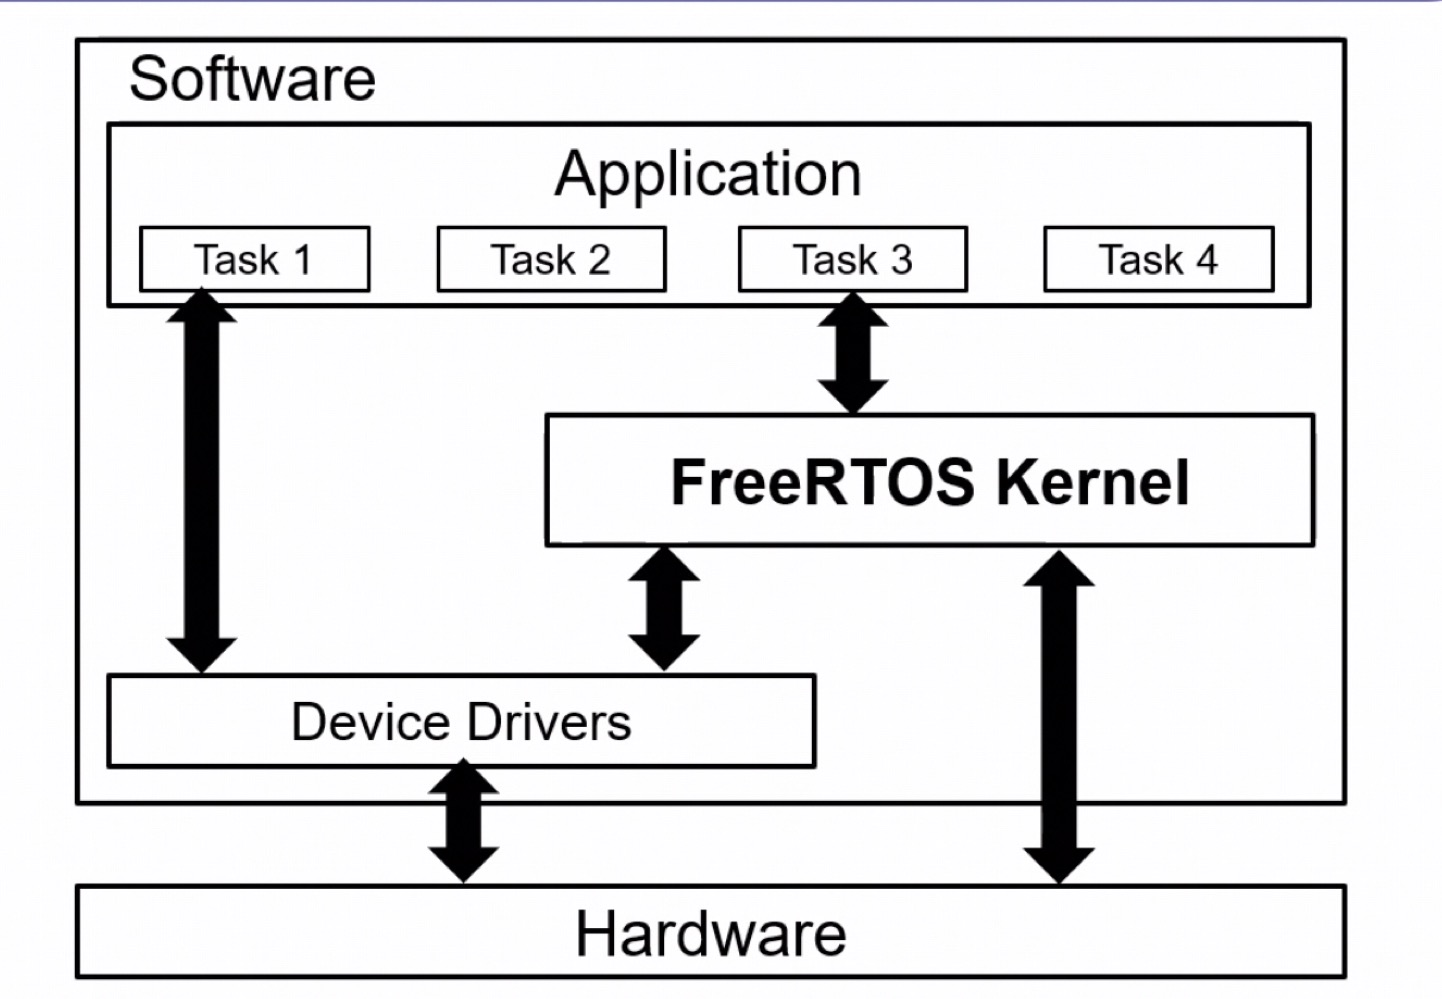 Software
Application
Task 1
Task 2
Task 3
Task 4
FreeRTOS Kernel
Device Drivers
Hardware